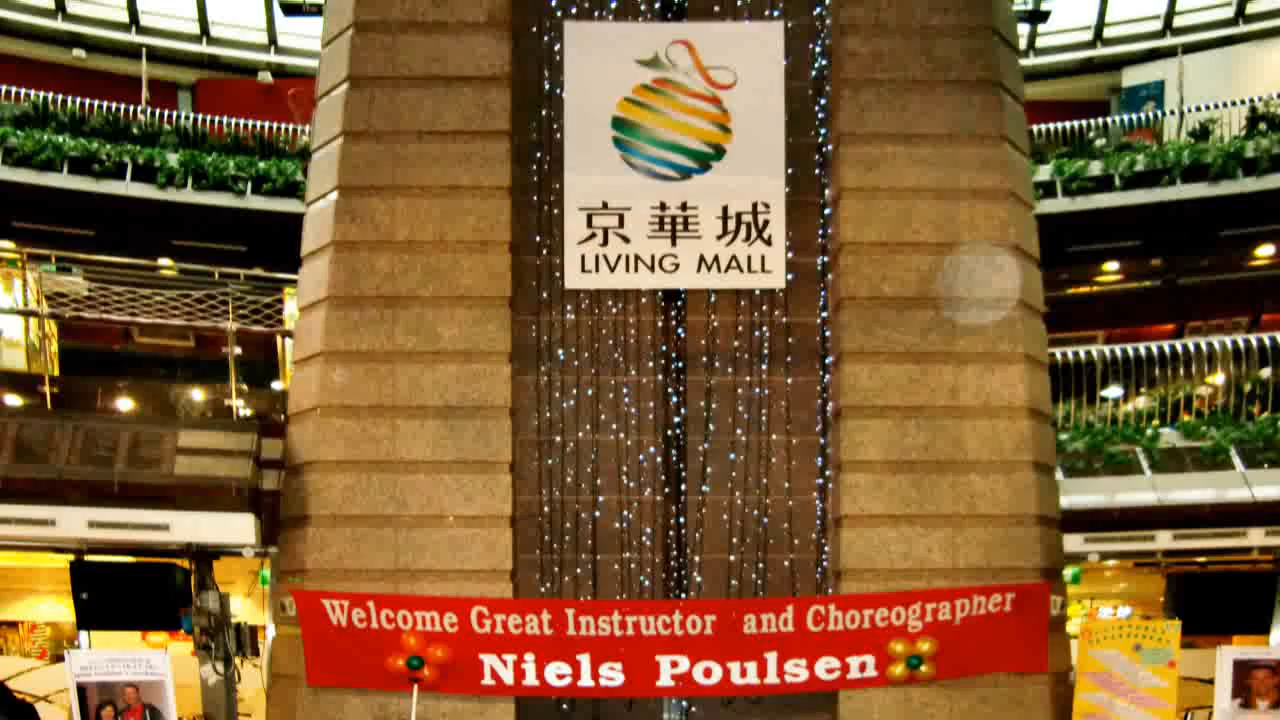 京華城
LIVING MALL
Welcome Great Instructor and Choreographer
Niels Poulsen